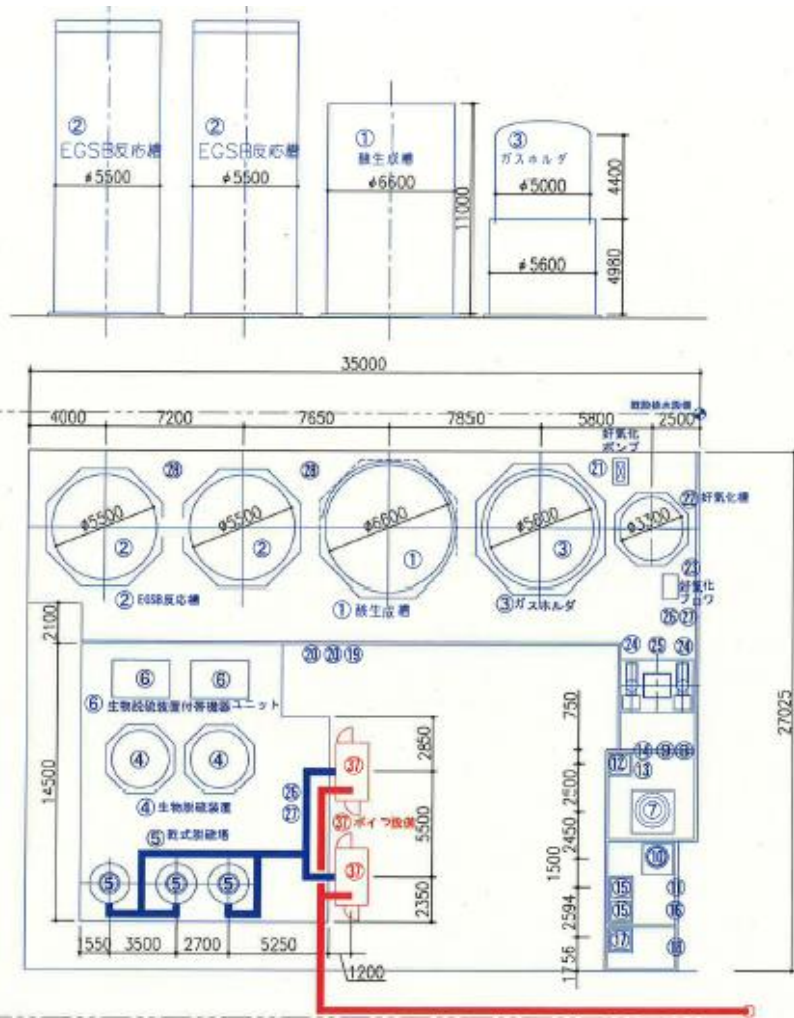 ②
EGSB反応槽
φ5500
②
EGSB反応槽
φ5500
①
酸生成槽
φ6600
11000
③
ガスホルダ
φ5000
φ5600
4400
4980
35000
4000
7200
7650
7850
5800
2500
好気化
ポンプ
㉑
㉘
㉘
φ5500
②
φ5500
②
φ6600
①
φ5600
③
φ3300
㉒好気化槽
㉓
好気化
ブロワ
㉖㉗
②EGSB反応槽
①酸生成槽
③ガスホルダ
2100
⑳⑳⑲
㉔
㉕
㉔
27025
⑥
⑥
⑥生物脱硫装置付帯機器ユニット
750
2850
④
④
④生物脱硫装置
㊲
⑭⑨⑧
⑫
⑬
⑦
14500
㉖
㉗
㊲ボイラ設備
5500
2500
2450
⑤乾式脱硫塔
⑤
⑤
⑤
㊲
1500
⑩
2350
2594
⑮
⑮
⑯
⑰
⑱
1550
3500
2700
5250
1200
1756